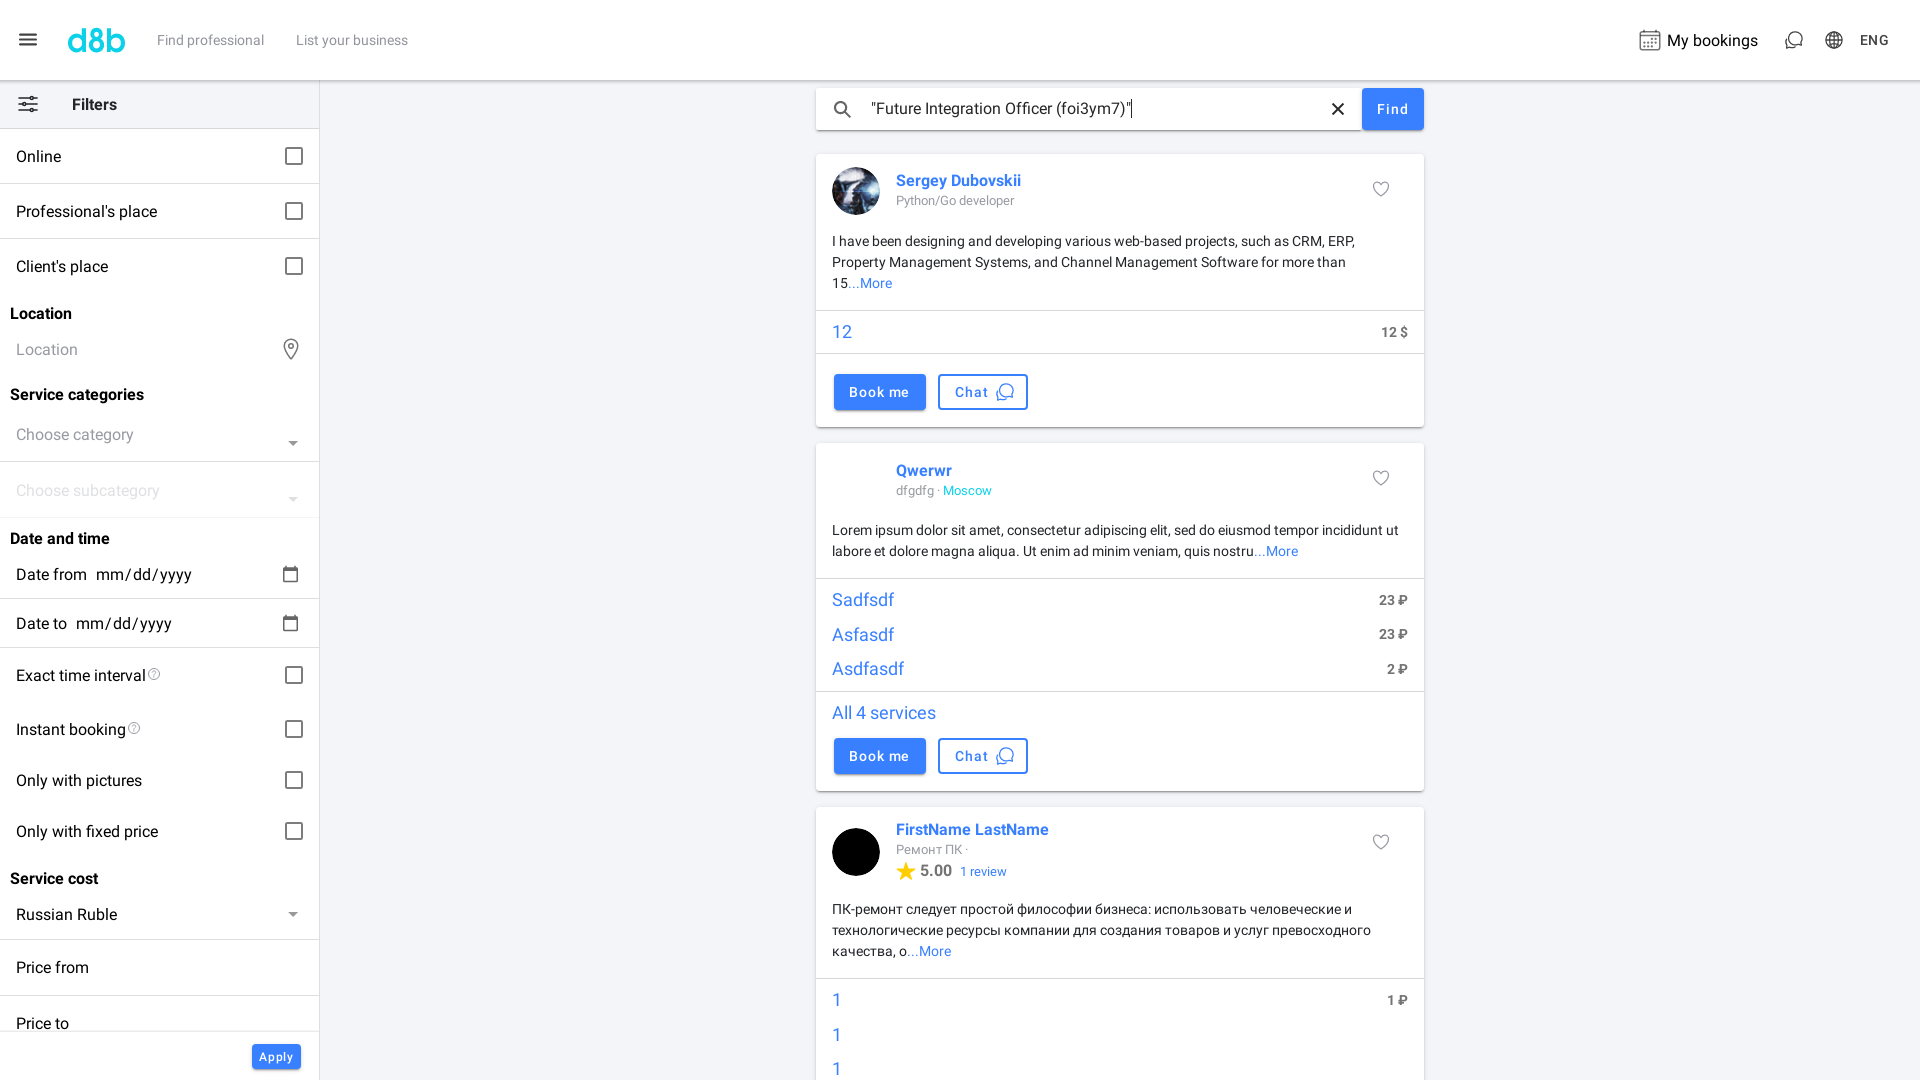 d8b
Find professional
List your business
My bookings
ENG
Filters
Online
Professional's place
Client's place
Location
Location
Service categories
Choose category
Choose subcategory
Date and time
Date from mm/dd/yyyy
Date to mm/dd/yyyy
Exact time interval
Instant booking
Only with pictures
Only with fixed price
Service cost
Russian Ruble
Price from
Price to
Apply
"Future Integration Officer (foi3ym7)"
Find
Sergey Dubovskii
Python/Go developer
I have been designing and developing various web-based projects, such as CRM, ERP,
Property Management Systems, and Channel Management Software for more than
15...More
12 12 $
Book me Chat
Qwerwr
dfgdfg · Moscow
Lorem ipsum dolor sit amet, consectetur adipiscing elit, sed do eiusmod tempor incididunt ut
labore et dolore magna aliqua. Ut enim ad minim veniam, quis nostru...More
Sadfsdf 23 ₽
Asfasdf 23 ₽
Asdfasdf 2 ₽
All 4 services
Book me Chat
FirstName LastName
Ремонт ПК ·
5.00 1 review
ПК-ремонт следует простой философии бизнеса: использовать человеческие и
технологические ресурсы компании для создания товаров и услуг превосходного
качества, о...More
1 1 ₽
1
1